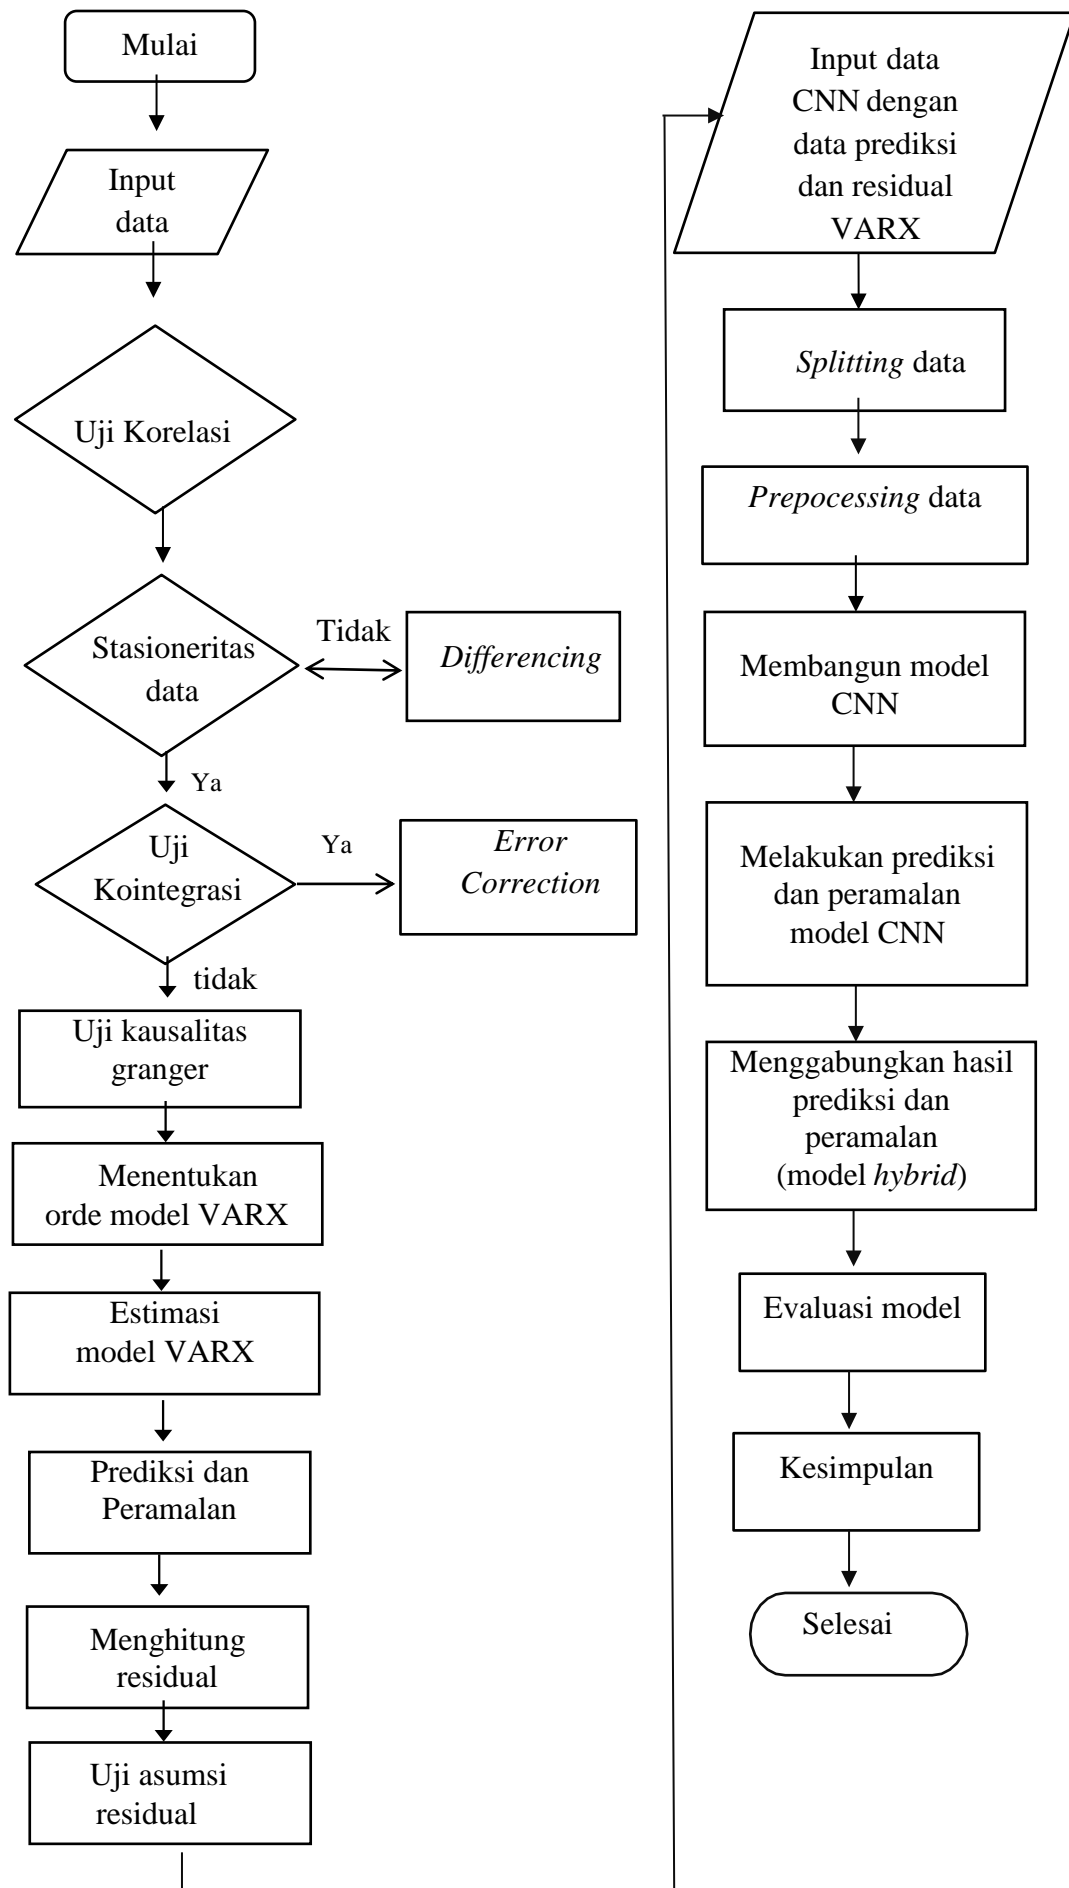 Mulai
Input
data
Uji Korelasi
Stasioneritas
data
Tidak
Differencing
Ya
Uji
Kointegrasi
Ya
Error
Correction
tidak
Uji kausalitas
granger
Menentukan
orde model VARX
Estimasi
model VARX
Prediksi dan
Peramalan
Menghitung
residual
Uji asumsi
residual
Input data
CNN dengan
data prediksi
dan residual
VARX
Splitting data
Prepocessing data
Membangun model
CNN
Melakukan prediksi
dan peramalan
model CNN
Menggabungkan hasil
prediksi dan
peramalan
(model hybrid)
Evaluasi model
Kesimpulan
Selesai